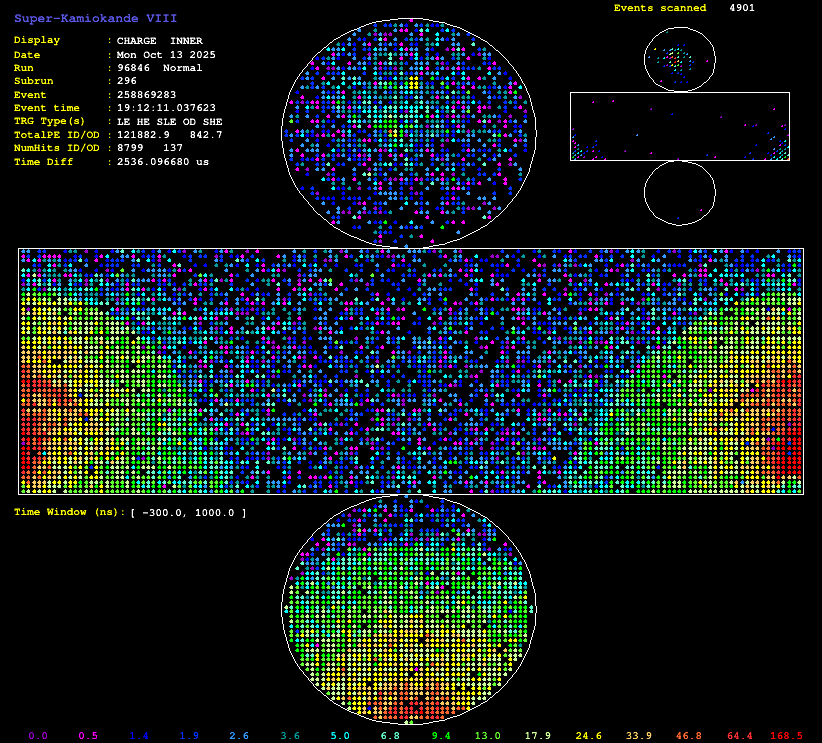 Super-Kamiokande VIII
Events scanned 4901
Display : CHARGE INNER
Date : Mon Oct 13 2025
Run : 96846 Normal
Subrun : 296
Event : 258869283
Event time : 19:12:11.037623
TRG Type(s) : LE HE SLE OD SHE
TotalPE ID/OD : 121882.9 842.7
NumHits ID/OD : 8799 137
Time Diff : 2536.096680 us
Time Window (ns): [ -300.0, 1000.0 ]
0.0 0.5 1.4 1.9 2.6 3.6 5.0 6.8 9.4 13.0 17.9 24.6 33.9 46.8 64.4 168.5